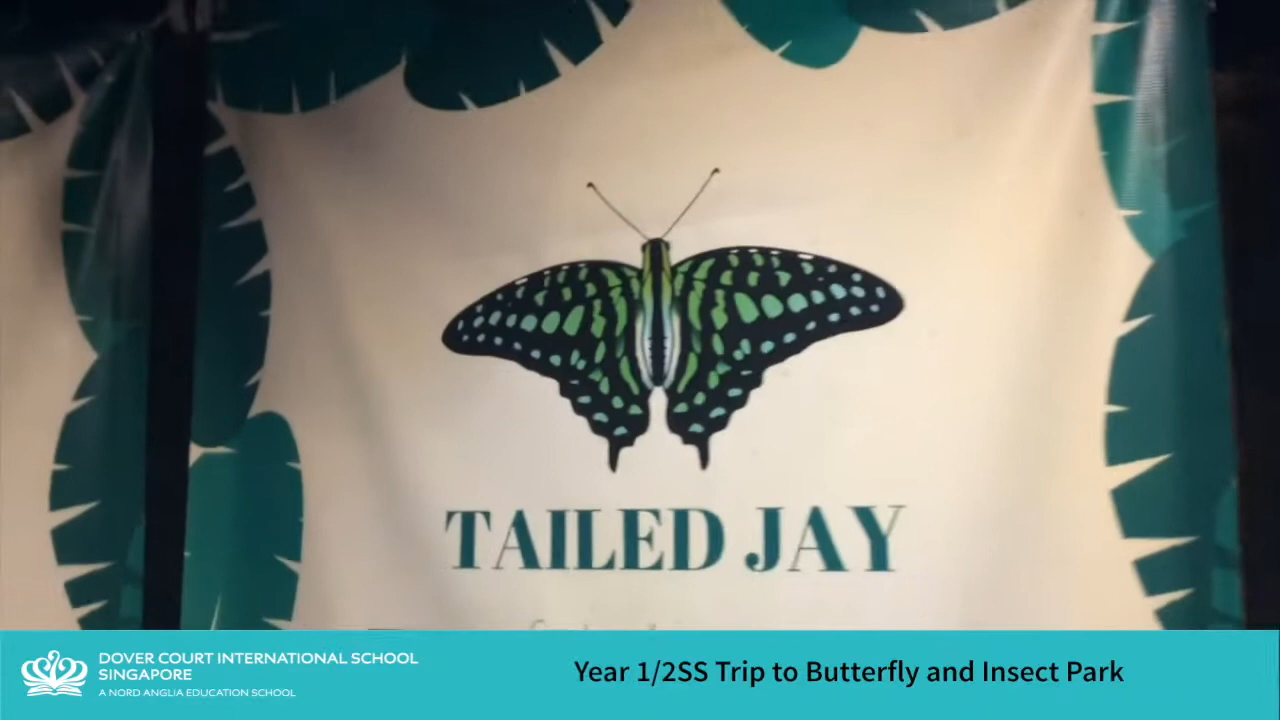 TAILED JAY
DOVER COURT INTERNATIONAL SCHOOL
SINGAPORE
A NORD ANGLIA EDUCATION SCHOOL
Year 1/2SS Trip to Butterfly and Insect Park